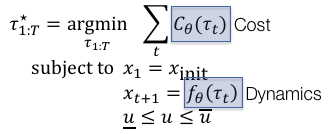 τ⋆1:T = argmin τ1:T ∑t Cθ(τt) Cost
subject to x1 = xinit
xt+1 = fθ(τt) Dynamics
u ≤ u ≤ u